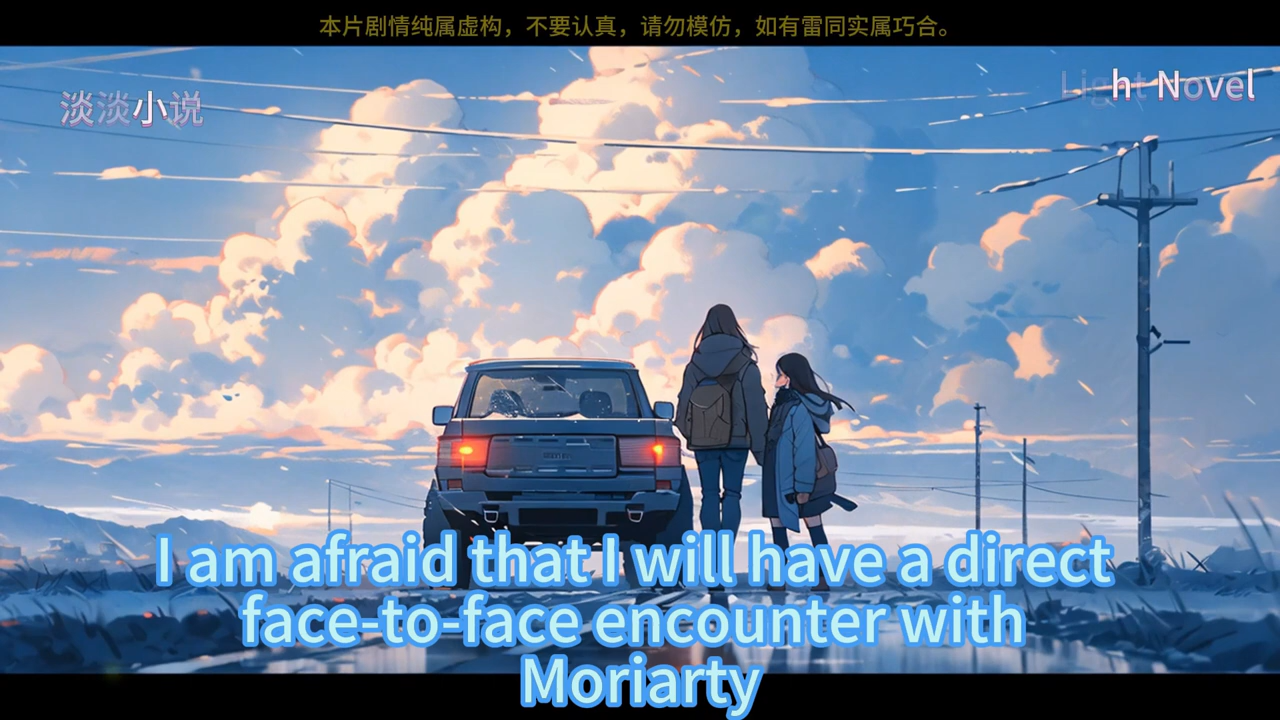 本片剧情纯属虚构，不要认真，请勿模仿，如有雷同实属巧合。
淡淡小说
Light Novel
I am afraid that I will have a direct
face-to-face encounter with
Moriarty